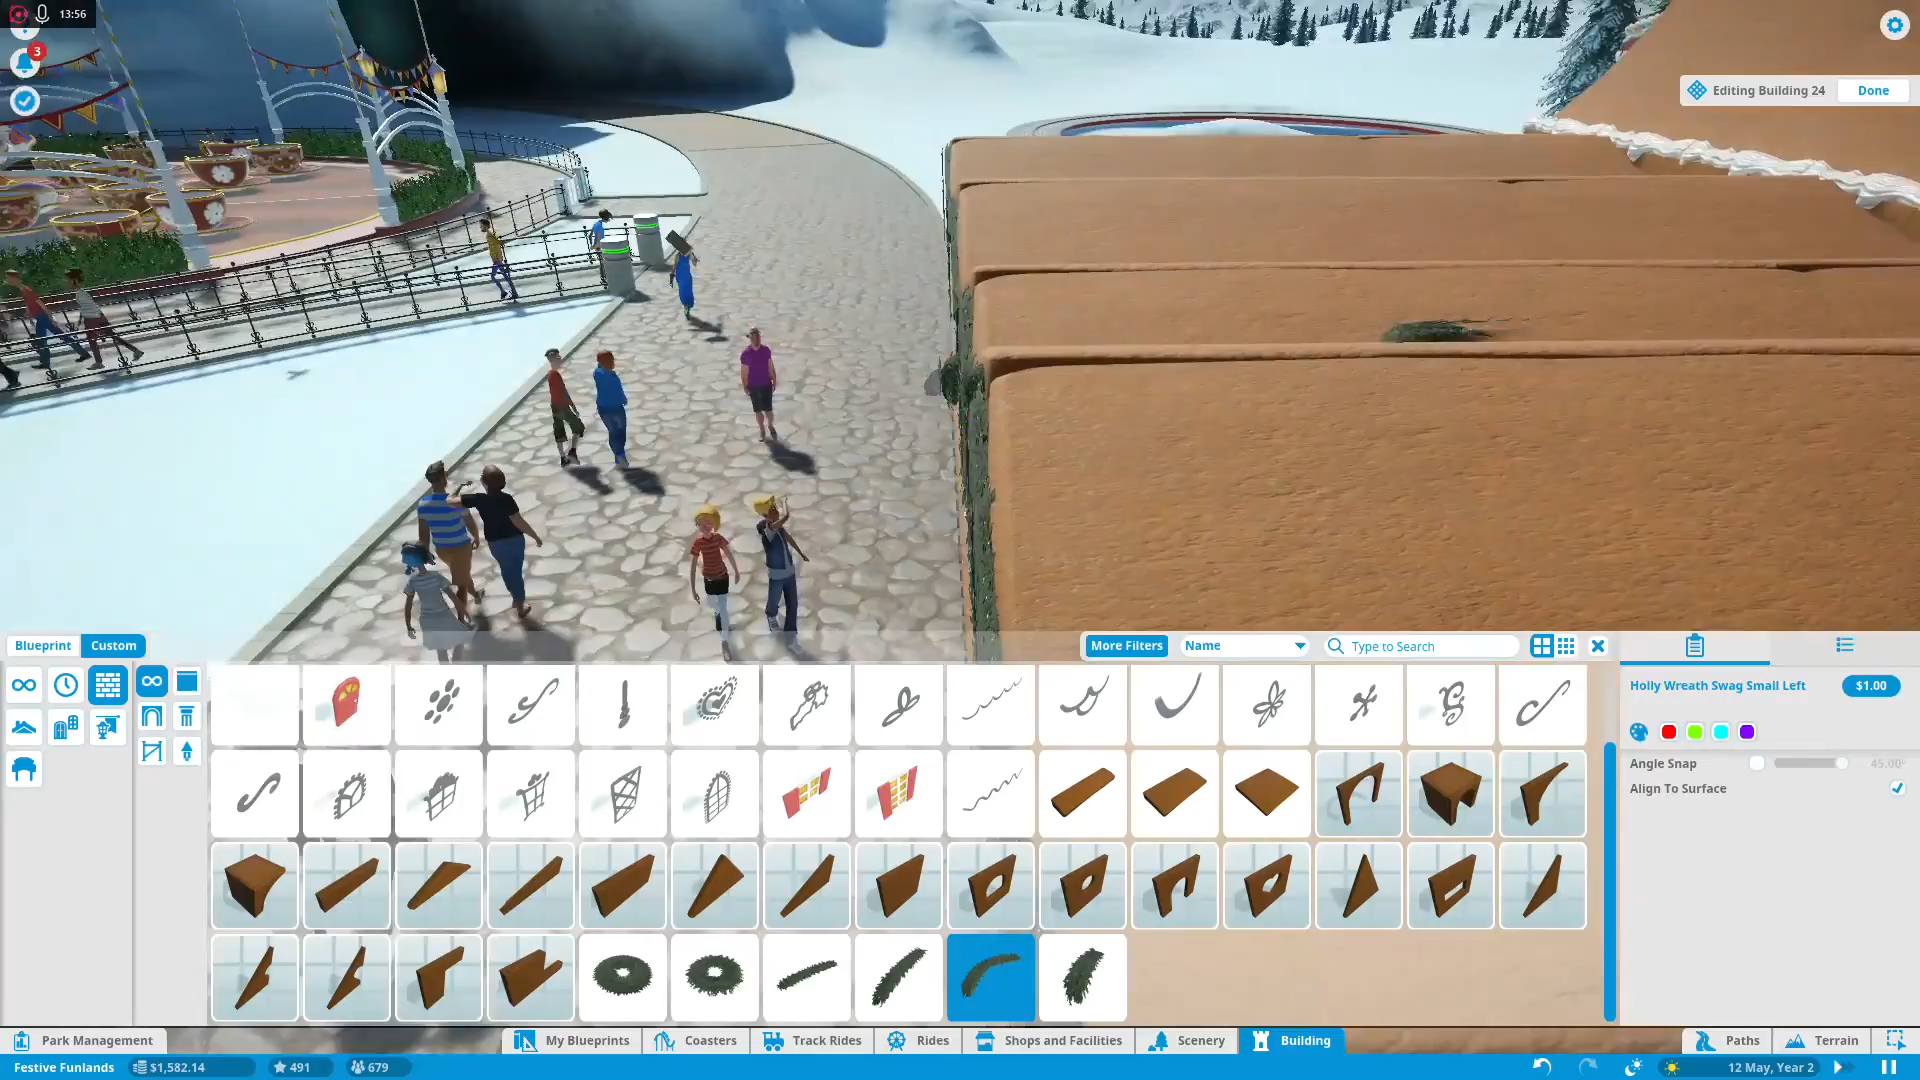 13:56
3
Editing Building 24
Done
Blueprint
Custom
More Filters
Name
Type to Search
Holly Wreath Swag Small Left
$1.00
Angle Snap
45.00°
Align To Surface
Park Management
My Blueprints
Coasters
Track Rides
Rides
Shops and Facilities
Scenery
Building
Paths
Terrain
Festive Funlands
$1,582.14
491
679
12 May, Year 2